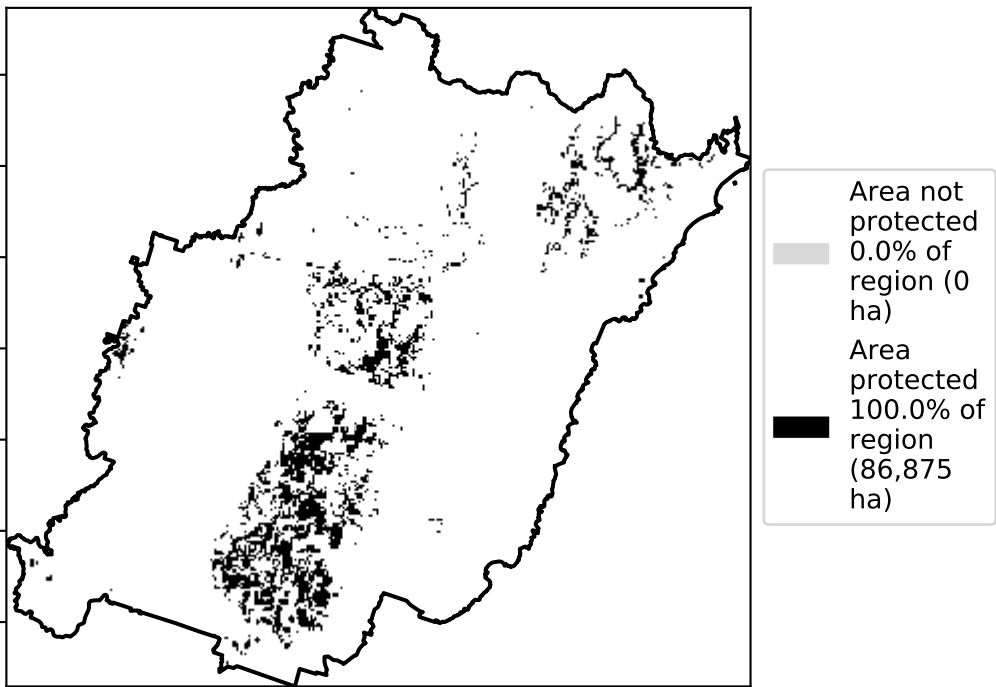 Area not
protected
0.0% of
region (0
ha)
Area
protected
100.0% of
region
(86,875
ha)